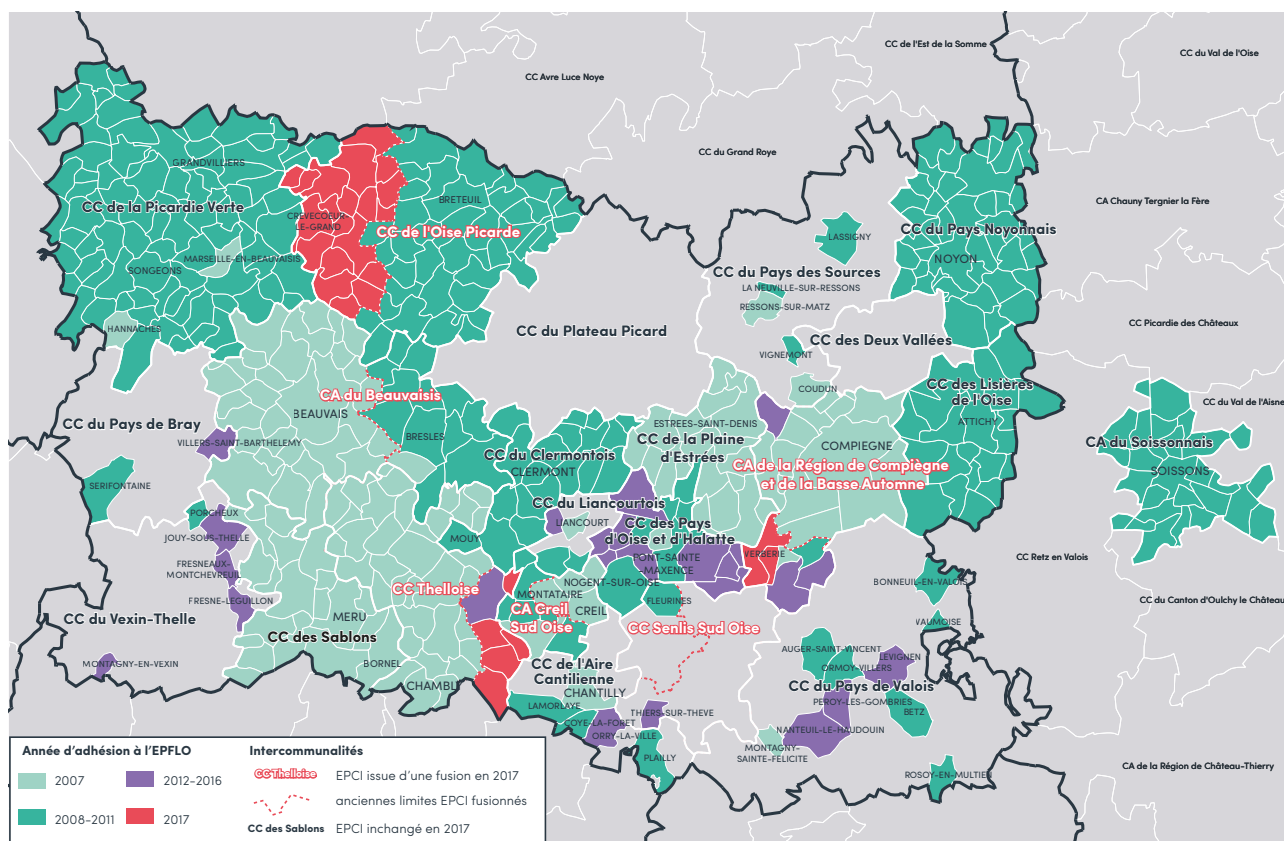 CC de l'Est de la Somme
CC du Val de l'Oise
CC Avre Luce Noye
CC du Grand Roye
GRANDVILLIERS
CC de la Picardie Verte
BRETEUIL
CA Chauny Tergnier la Fère
CREVECOEUR-
LE-GRAND
CC de l'Oise Picarde
LASSIGNY
CC du Pays Noyonnais
NOYON
MARSEILLE-EN-BEAUVAISIS
SONGEONS
CC du Pays des Sources
LA NEUVILLE-SUR-RESSONS
RESSONS-SUR-MATZ
HANNACHES
CC du Plateau Picard
CC Picardie des Châteaux
CC des Deux Vallées
VIGNEMONT
COUDUN
CC des Lisières
de l'Oise
ATTICHY
CC du Val de l'Aisne
CA du Beauvaisis
BEAUVAIS
CC du Pays de Bray
VILLERS-SAINT-BARTHELEMY
BRESLES
ESTREES-SAINT-DENIS
CC de la Plaine
d'Estrées
COMPIEGNE
CA du Soissonnais
SOISSONS
CC du Clermontois
CLERMONT
CA de la Région de Compiègne
et de la Basse Automne
SERIFONTAINE
CC du Liancourtois
LIANCOURT
PORCHEUX
JOUY-SOUS-THELLE
MOUY
CC des Pays
d'Oise et d'Halatte
PONT-SAINTE
-MAXENCE
VERBERIE
CC Retz en Valois
FRESNEAUX-
MONTCHEVREUIL
FRESNE-LEGUILLON
CC Thelloise
NOGENT-SUR-OISE
MONTATAIRE
CREIL
FLEURINES
BONNEUIL-EN-VALOIS
CC du Canton d'Oulchy le Château
CC du Vexin-Thelle
MERU
CC des Sablons
CA Creil
Sud Oise
CC Senlis Sud Oise
VAUMOISE
MONTAGNY-EN-VEXIN
BORNEL
CHAMBLY
CC de l'Aire
Cantilienne
CHANTILLY
AUGER-SAINT-VINCENT
LEVIGNEN
ORMOY-VILLERS
CC du Pays de Valois
LAMORLAYE
COYE-LA-FORET
ORRY-LA-VILLE
THIERS-SUR-THEVE
PEROY-LES-GOMBRIES
BETZ
NANTEUIL-LE-HAUDOUIN
PLAILLY
MONTAGNY-
SAINTE-FELICITE
ROSOY-EN-MULTIEN
CA de la Région de Château-Thierry
Année d'adhésion à l'EPFLO
2007
2012-2016
2008-2011
2017
Intercommunalités
CC Thelloise EPCI issue d'une fusion en 2017
anciennes limites EPCI fusionnés
CC des Sablons EPCI inchangé en 2017